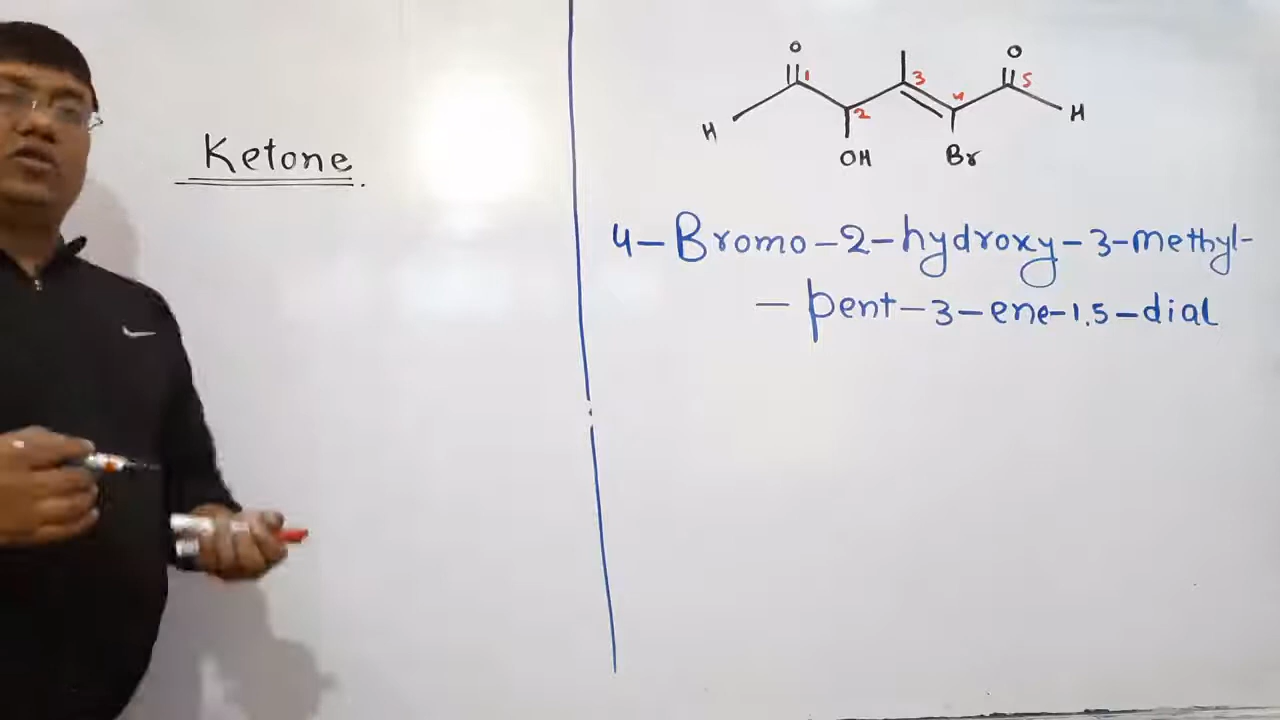 Ketone.
O O
1 3 4 5
2
H H
OH Br
4-Bromo-2-hydroxy-3-methyl-
-pent-3-ene-1,5-dial